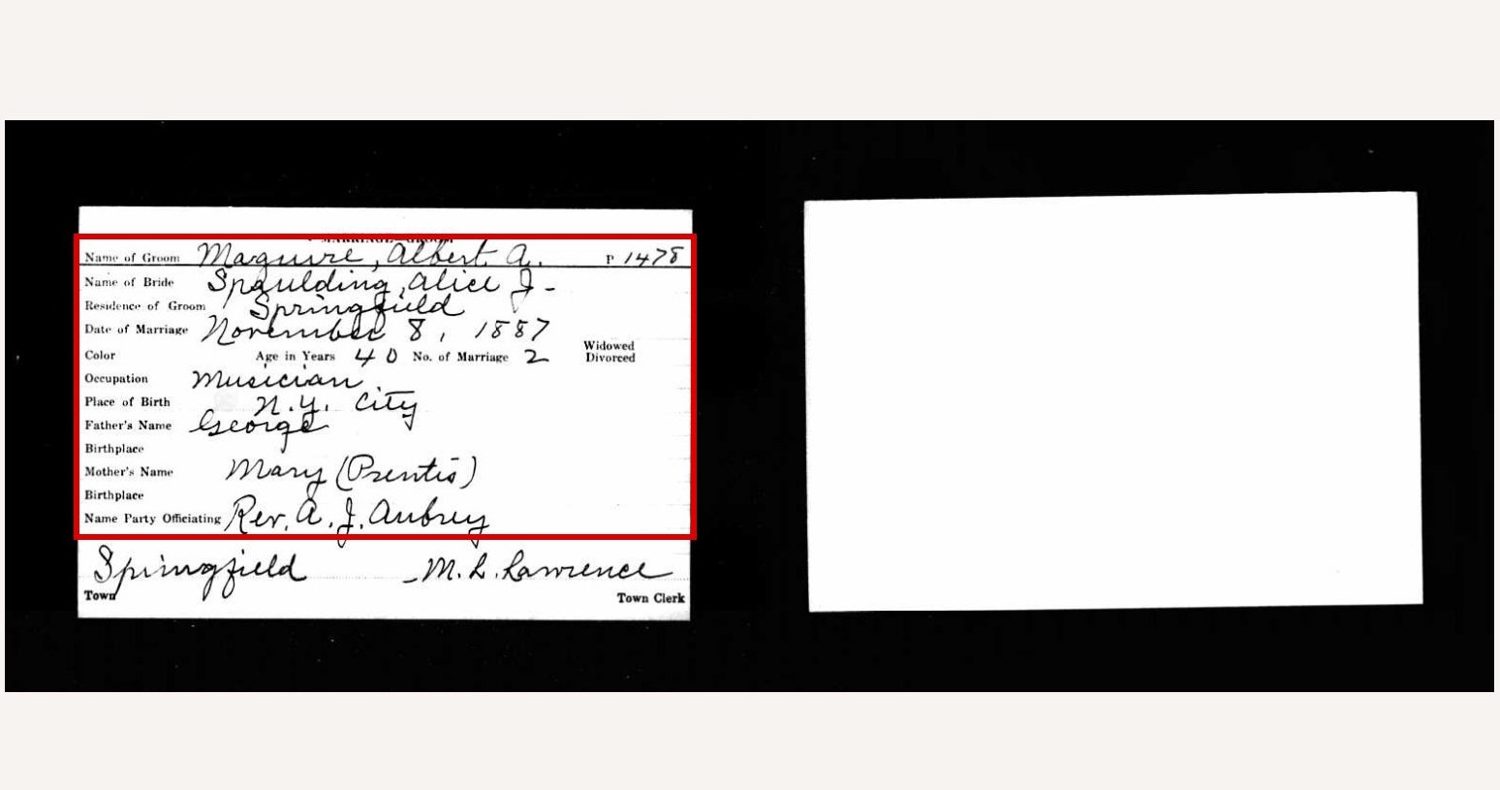 MARRIAGE—GROOM
Name of Groom Maguire, Albert A. P 1478
Name of Bride Spaulding, Alice J-
Residence of Groom Springfield
Date of Marriage November 8, 1887
Color Age in Years 40 No. of Marriage 2 Widowed Divorced
Occupation Musician
Place of Birth N.Y. City
Father's Name George
Birthplace
Mother's Name Mary (Prentis)
Birthplace
Name Party Officiating Rev. A. J. Aubrey
Springfield M. L. Lawrence
Town Town Clerk